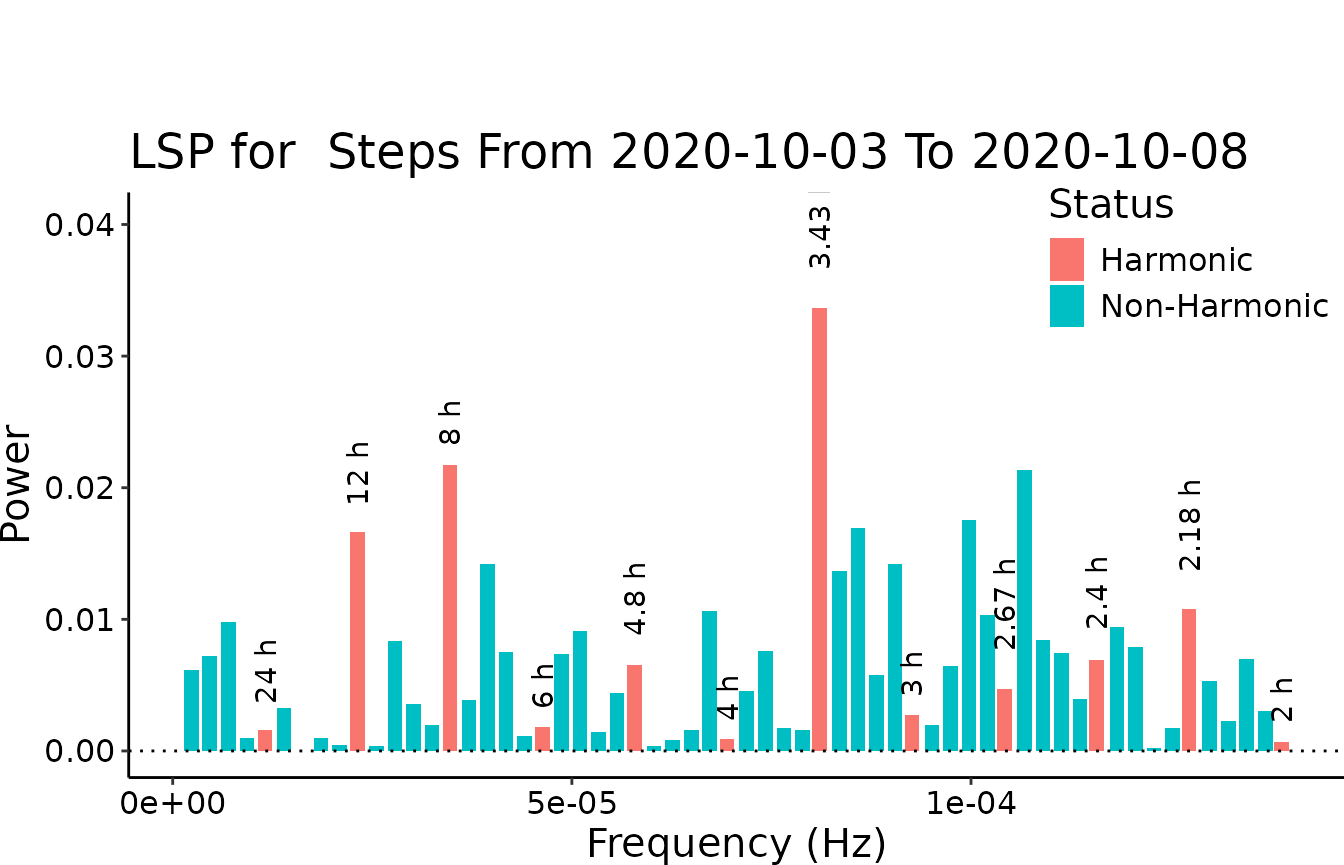 LSP for  Steps From 2020-10-03 To 2020-10-08
Status
Harmonic
Non-Harmonic
Power
0.04
0.03
0.02
0.01
0.00
24 h
12 h
8 h
6 h
4.8 h
4 h
3.43
3 h
2.67 h
2.4 h
2.18 h
2 h
0e+00
5e-05
1e-04
Frequency (Hz)